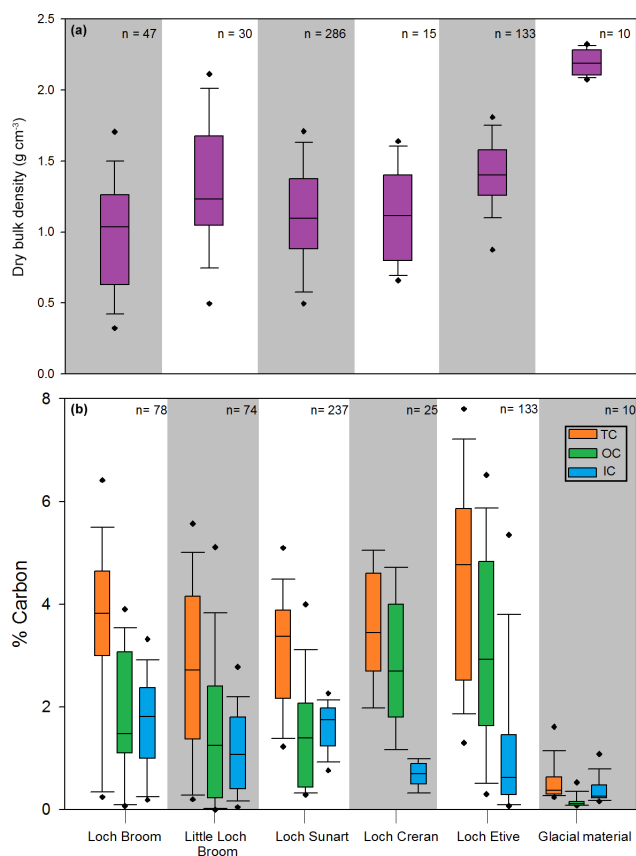 (a)
n = 47
n = 30
n = 286
n = 15
n = 133
n = 10
Dry bulk density (g cm⁻³)
2.5
2.0
1.5
1.0
0.5
0.0
(b)
n= 78
n= 74
n= 237
n= 25
n= 133
n= 10
TC
OC
IC
% Carbon
8
6
4
2
0
Loch Broom
Little Loch
Broom
Loch Sunart
Loch Creran
Loch Etive
Glacial material